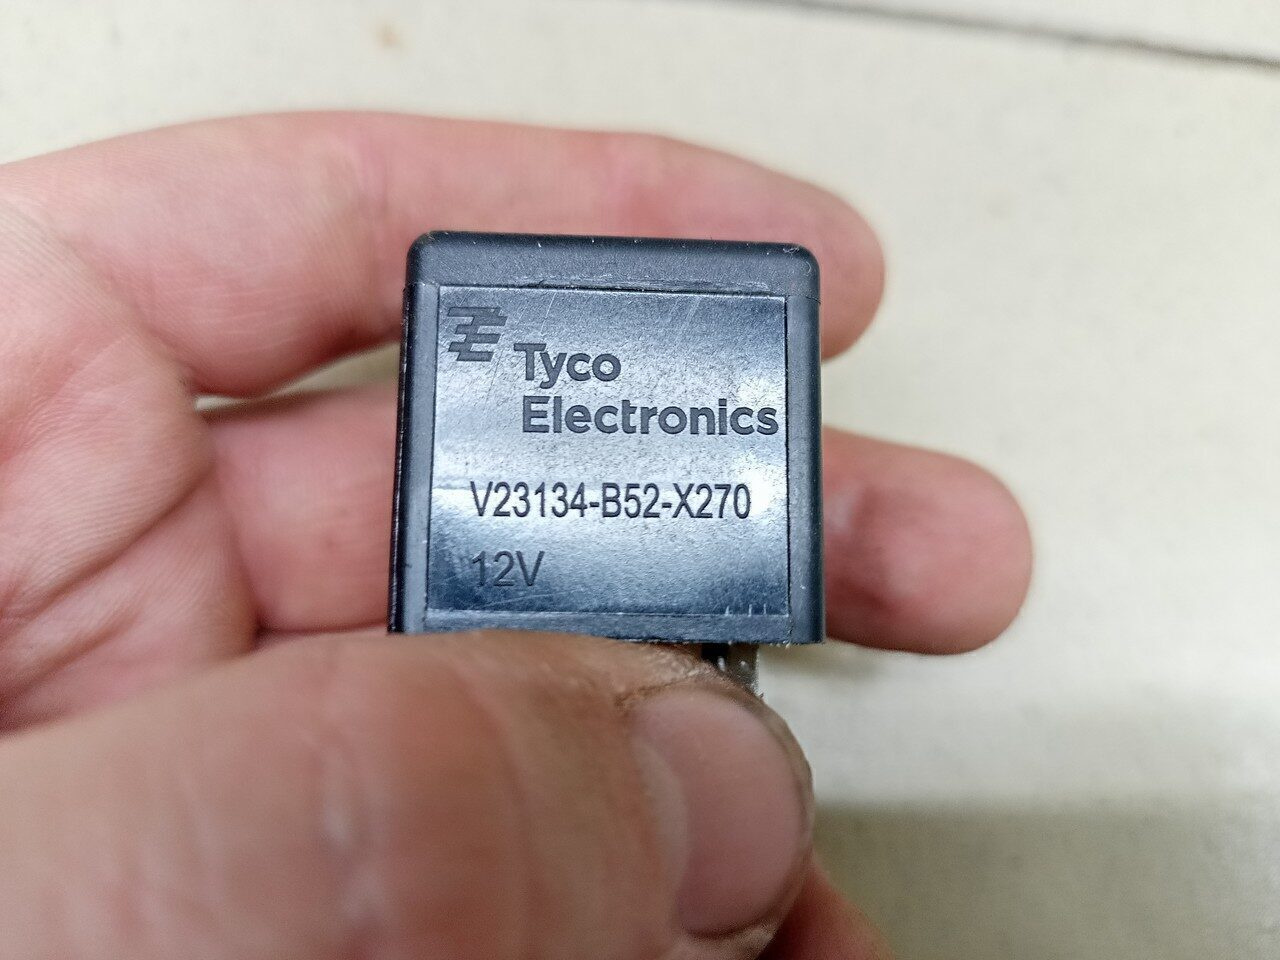 Tyco
Electronics
V23134-B52-X270
12V